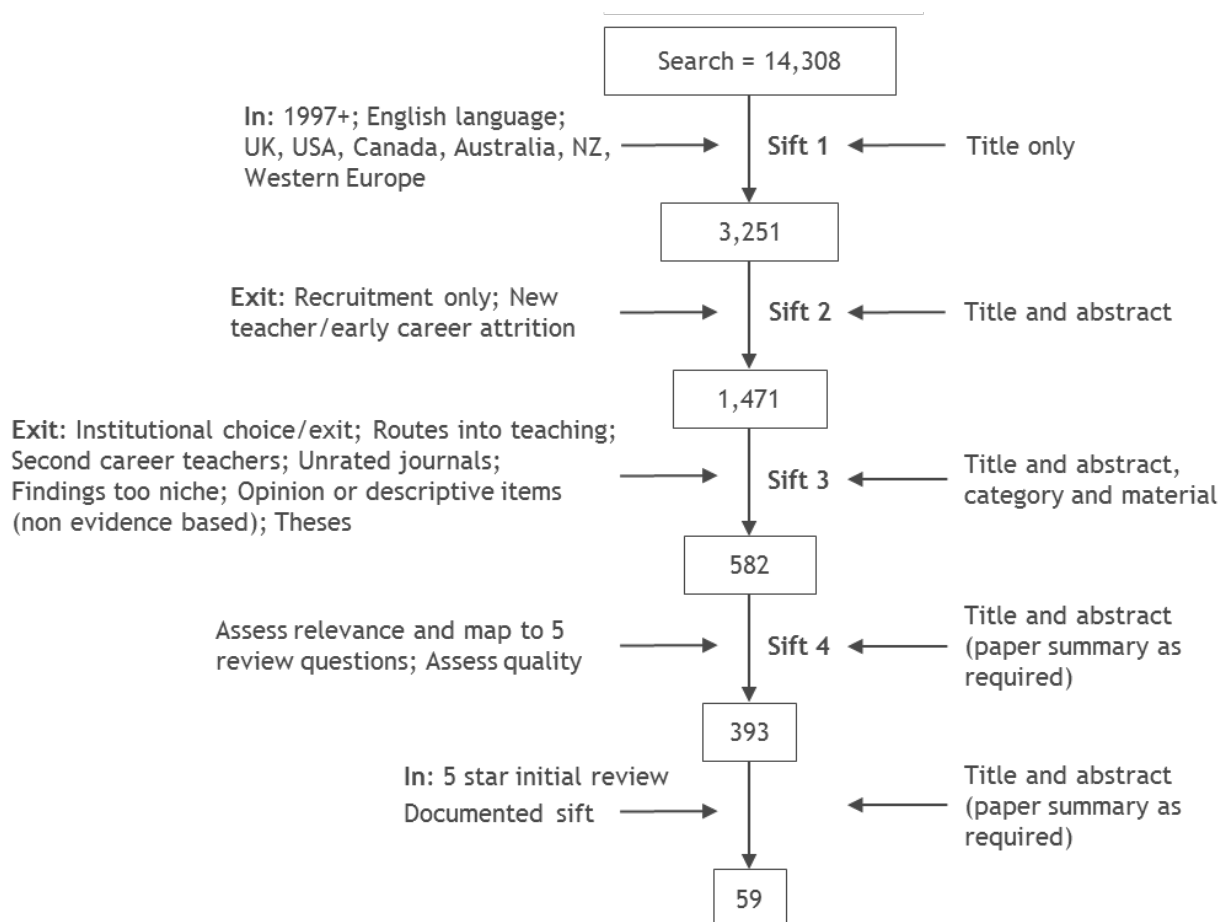 Search = 14,308
In: 1997+; English language;
UK, USA, Canada, Australia, NZ,
Western Europe
Sift 1
Title only
3,251
Exit: Recruitment only; New
teacher/early career attrition
Sift 2
Title and abstract
1,471
Exit: Institutional choice/exit; Routes into teaching;
Second career teachers; Unrated journals;
Findings too niche; Opinion or descriptive items
(non evidence based); Theses
Sift 3
Title and abstract,
category and material
582
Assess relevance and map to 5
review questions; Assess quality
Sift 4
Title and abstract
(paper summary as
required)
393
In: 5 star initial review
Documented sift
Title and abstract
(paper summary as
required)
59